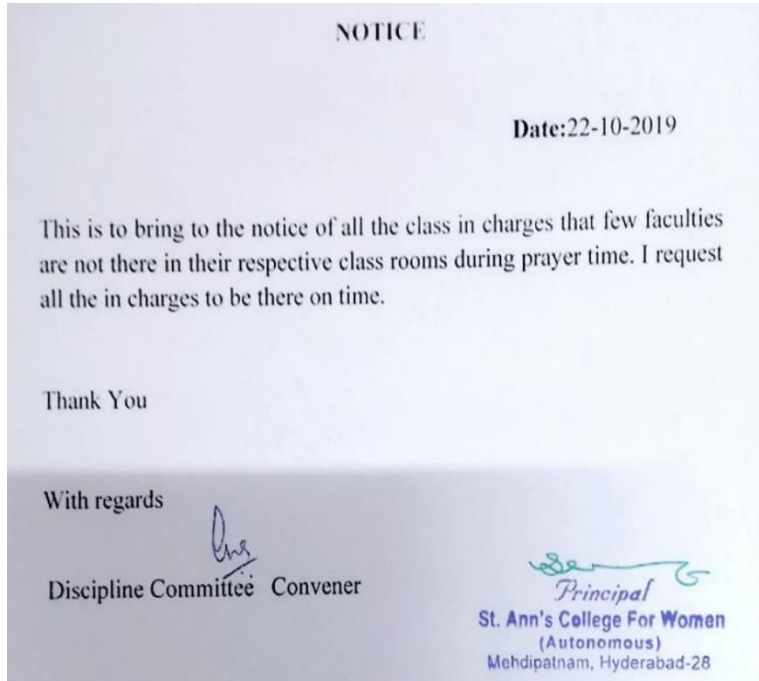 NOTICE
Date:22-10-2019
This is to bring to the notice of all the class in charges that few faculties
are not there in their respective class rooms during prayer time. I request
all the in charges to be there on time.
Thank You
With regards
Discipline Committee Convener
Principal
St. Ann's College For Women
(Autonomous)
Mehdipatnam, Hyderabad-28